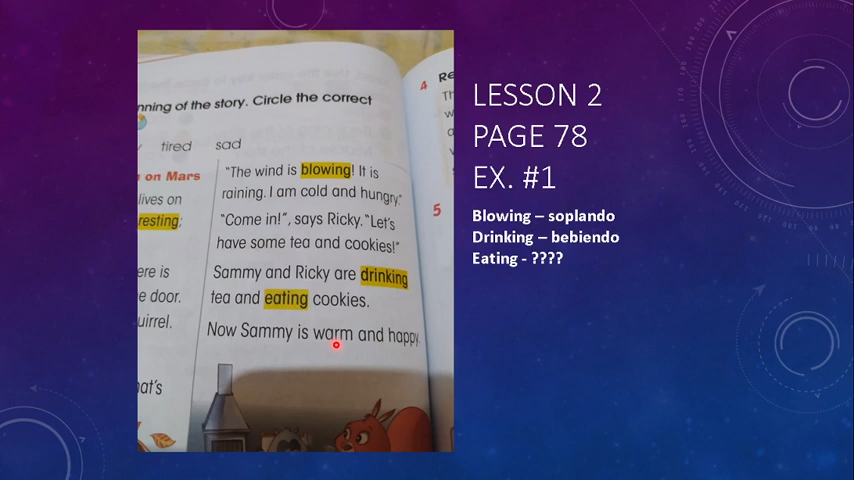 nning of the story. Circle the correct
tired sad
on Mars
lives on
resting;
ere is
e door.
uirrel.
at's
"The wind is blowing! It is
raining. I am cold and hungry."
"Come in!", says Ricky. "Let's
have some tea and cookies!"
Sammy and Ricky are drinking
tea and eating cookies.
Now Sammy is warm and happy.
4 Re
Th
w
a
5
LESSON 2
PAGE 78
EX. #1
Blowing – soplando
Drinking – bebiendo
Eating - ????